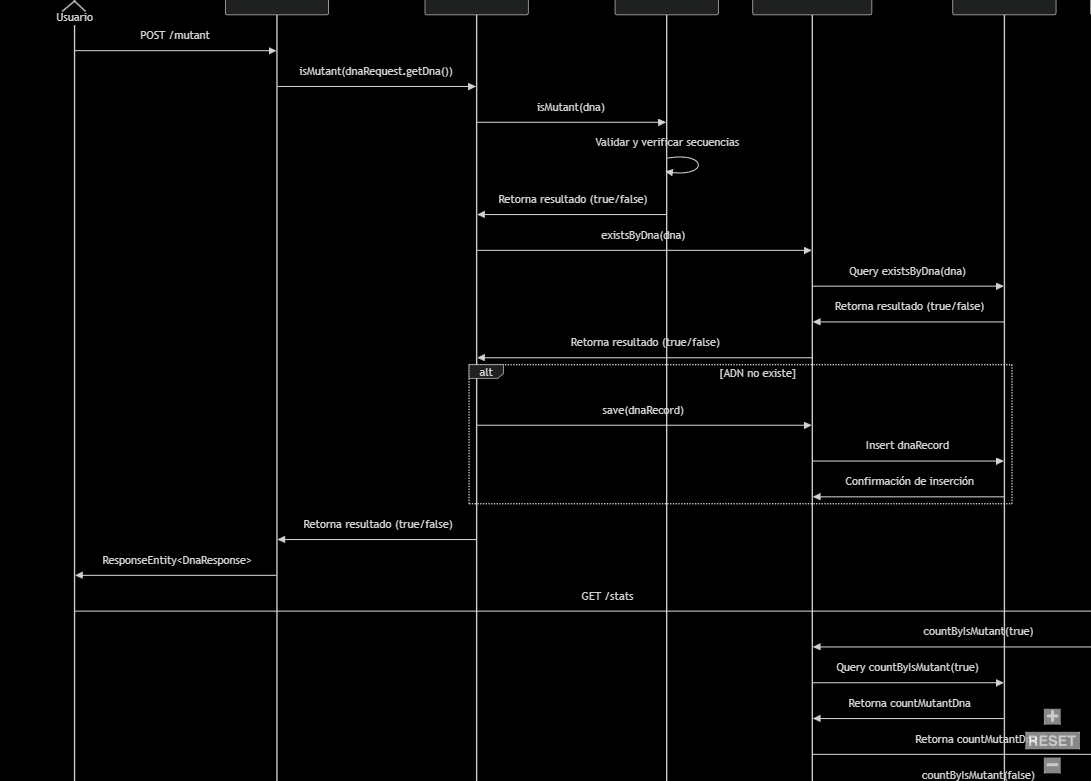 Usuario
POST /mutant
isMutant(dnaRequest.getDna())
isMutant(dna)
Validar y verificar secuencias
Retorna resultado (true/false)
existsByDna(dna)
Query existsByDna(dna)
Retorna resultado (true/false)
Retorna resultado (true/false)
alt
[ADN no existe]
save(dnaRecord)
Insert dnaRecord
Confirmación de inserción
Retorna resultado (true/false)
ResponseEntity<DnaResponse>
GET /stats
countByIsMutant(true)
Query countByIsMutant(true)
Retorna countMutantDna
Retorna countMutantD
RESET
countByIsMutant(false)